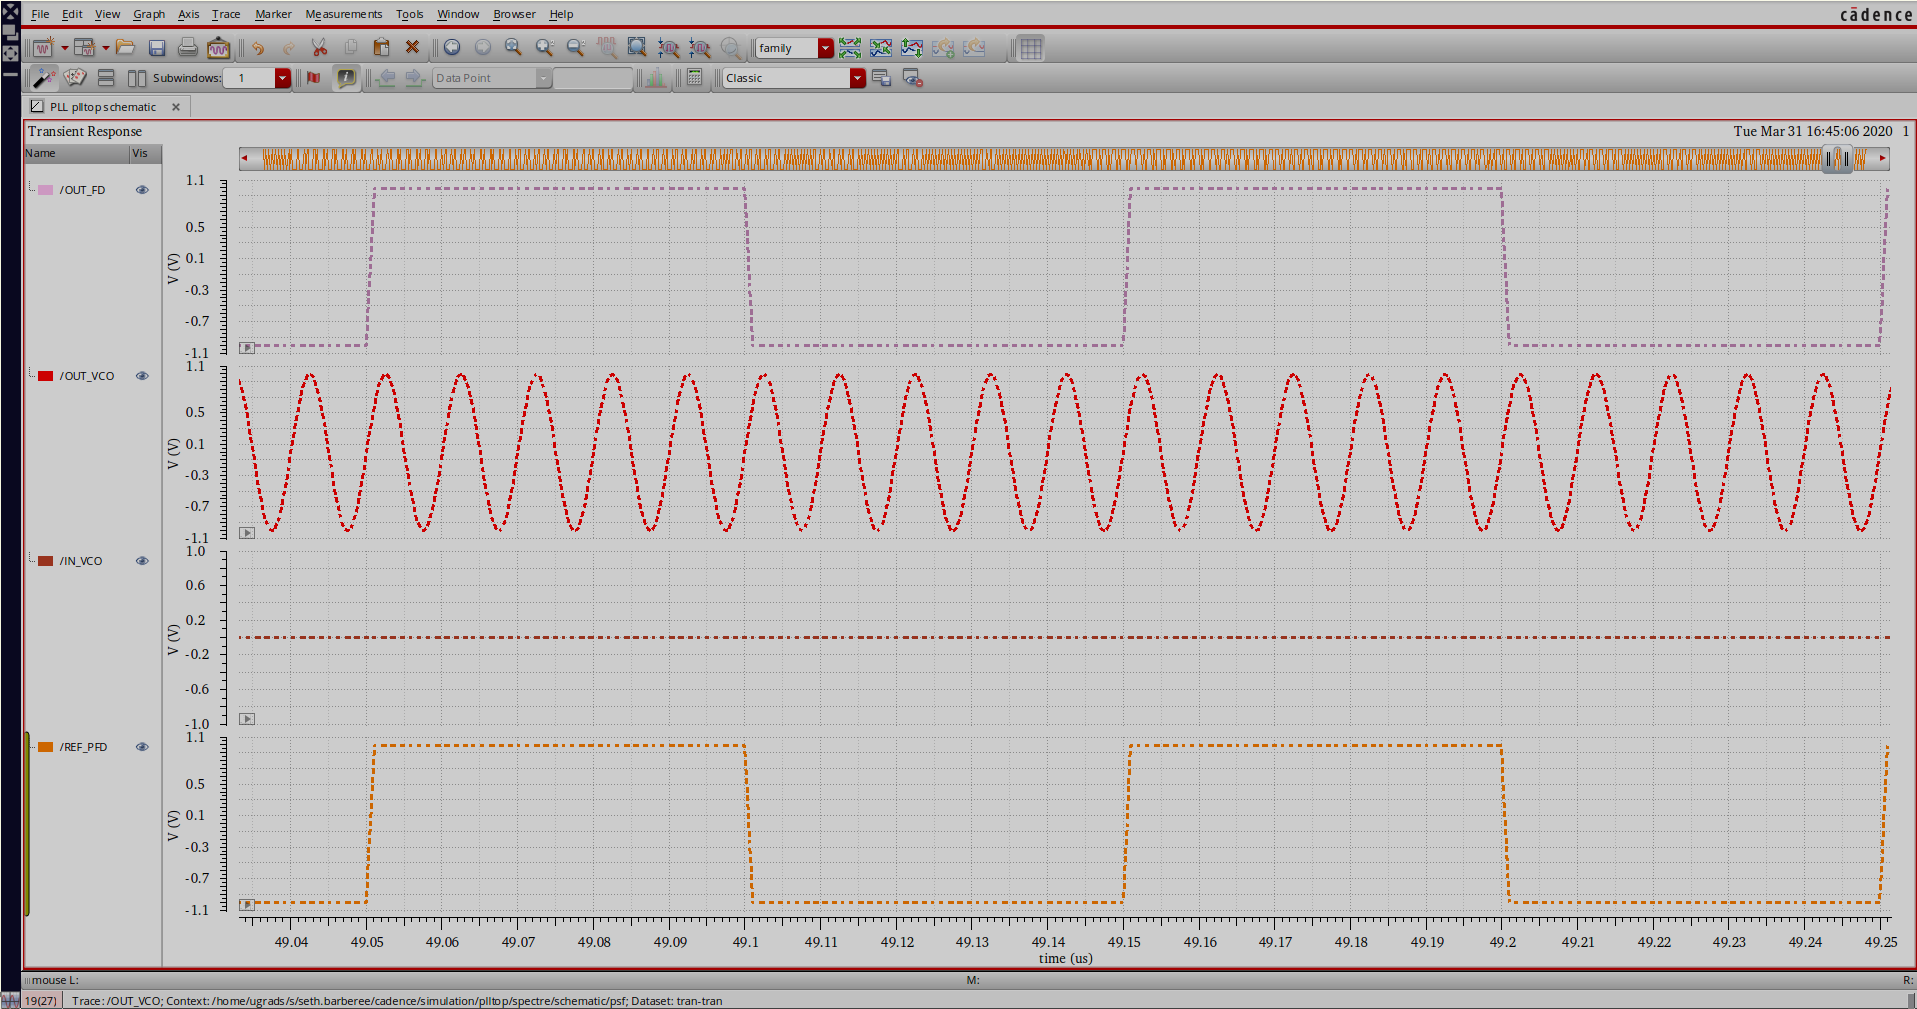 File Edit View Graph Axis Trace Marker Measurements Tools Window Browser Help
cādence
family
Subwindows: 1 Data Point Classic
PLL plltop schematic
Transient Response Tue Mar 31 16:45:06 2020 1
Name Vis
/OUT_FD
1.1
0.5
0.1
-0.3
-0.7
-1.1
V (V)
/OUT_VCO
1.1
0.5
0.1
-0.3
-0.7
-1.1
V (V)
/IN_VCO
1.0
0.6
0.2
-0.2
-0.6
-1.0
V (V)
/REF_PFD
1.1
0.5
0.1
-0.3
-0.7
-1.1
V (V)
49.04 49.05 49.06 49.07 49.08 49.09 49.1 49.11 49.12 49.13 49.14 49.15 49.16 49.17 49.18 49.19 49.2 49.21 49.22 49.23 49.24 49.25
time (us)
mouse L: M: R:
19(27) Trace: /OUT_VCO; Context: /home/ugrads/s/seth.barberee/cadence/simulation/plltop/spectre/schematic/psf; Dataset: tran-tran